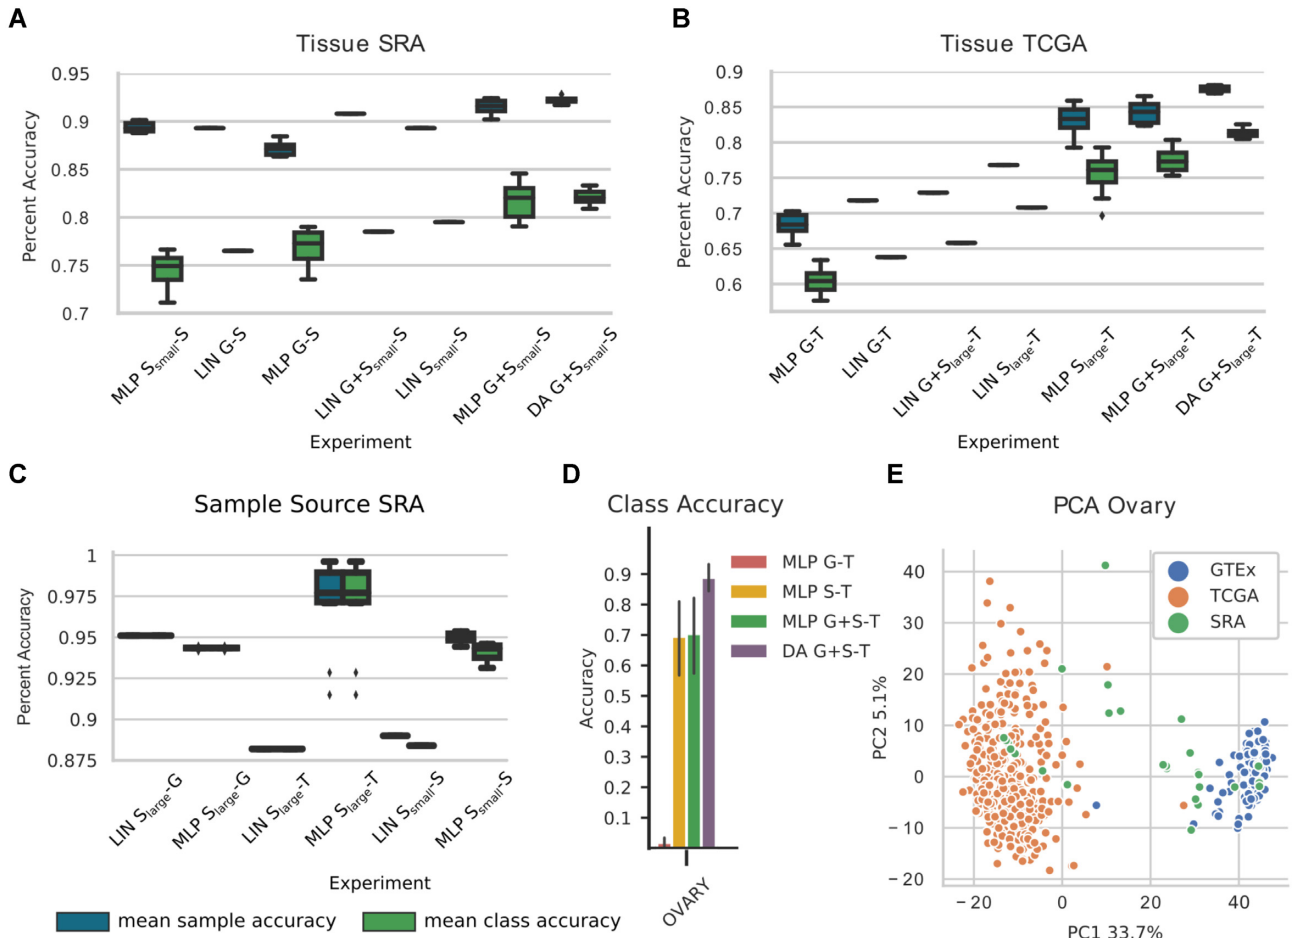 A
Tissue SRA
Percent Accuracy
0.95
0.9
0.85
0.8
0.75
0.7
MLP Ssmall-S
LIN G-S
MLP G-S
LIN G+Ssmall-S
LIN Ssmall-S
MLP G+Ssmall-S
DA G+Ssmall-S
Experiment
B
Tissue TCGA
Percent Accuracy
0.9
0.85
0.8
0.75
0.7
0.65
0.6
MLP G-T
LIN G-T
LIN G+Slarge-T
LIN Slarge-T
MLP Slarge-T
MLP G+Slarge-T
DA G+Slarge-T
Experiment
C
Sample Source SRA
Percent Accuracy
1
0.975
0.95
0.925
0.9
0.875
LIN Slarge-G
MLP Slarge-G
LIN Slarge-T
MLP Slarge-T
LIN Ssmall-S
MLP Ssmall-S
Experiment
mean sample accuracy
mean class accuracy
D
Class Accuracy
Accuracy
0.9
0.8
0.7
0.6
0.5
0.4
0.3
0.2
0.1
OVARY
MLP G-T
MLP S-T
MLP G+S-T
DA G+S-T
E
PCA Ovary
PC2 5.1%
40
30
20
10
0
−10
−20
−20
0
20
40
PC1 33.7%
GTEx
TCGA
SRA